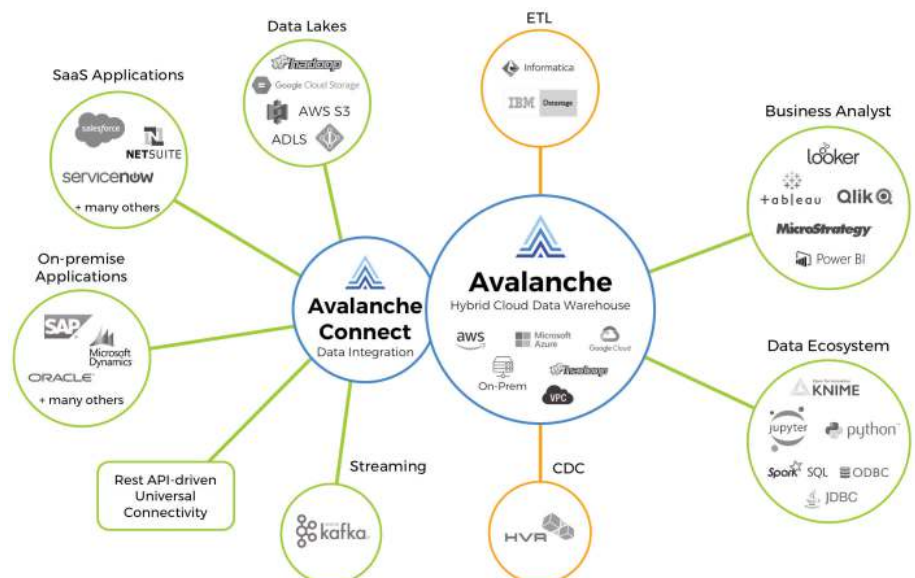 Data Lakes
hadoop
Google Cloud Storage
AWS S3
ADLS
ETL
Informatica
IBM Datastage
SaaS Applications
salesforce
NETSUITE
servicenow
+ many others
On-premise
Applications
SAP
Microsoft
Dynamics
ORACLE
+ many others
Rest API-driven
Universal
Connectivity
Streaming
kafka
Avalanche
Connect
Data Integration
Avalanche
Hybrid Cloud Data Warehouse
aws
Microsoft
Azure
Google Cloud
On-Prem
hadoop
VPC
CDC
HVR
Business Analyst
looker
+ableau
Qlik
MicroStrategy
Power BI
Data Ecosystem
KNIME
jupyter
python
Spark SQL
ODBC
JDBC